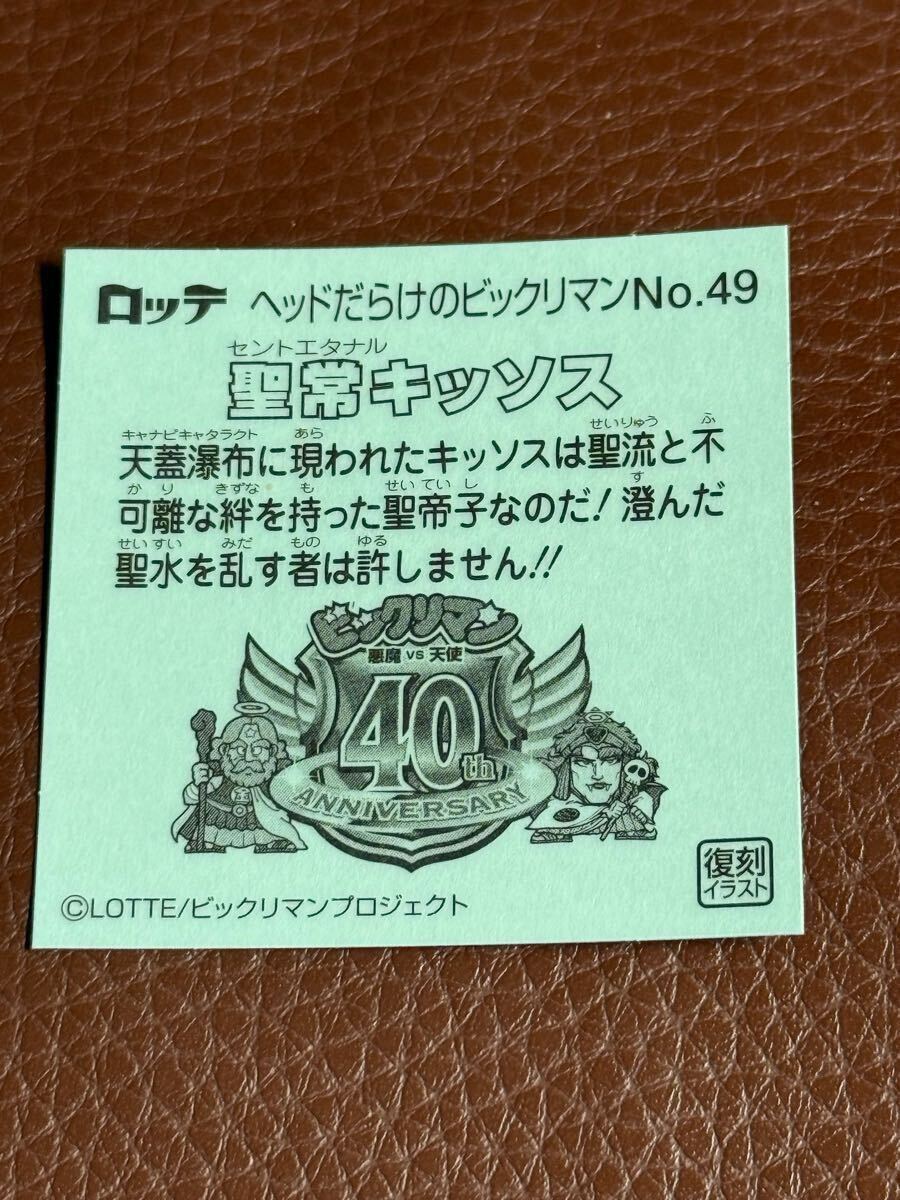 ロッテ ヘッドだらけのビックリマンNo.49
セントエタナル
聖常キッソス
キャナピキャタラクト あら せいりゅう ふ
天蓋瀑布に現われたキッソスは聖流と不
か り きずな も せい てい し す
可離な絆を持った聖帝子なのだ!澄んだ
せい すい みだ もの ゆる
聖水を乱す者は許しません!!
ビックリマン
悪魔 VS 天使
40th
ANNIVERSARY
復刻
イラスト
©LOTTE/ビックリマンプロジェクト